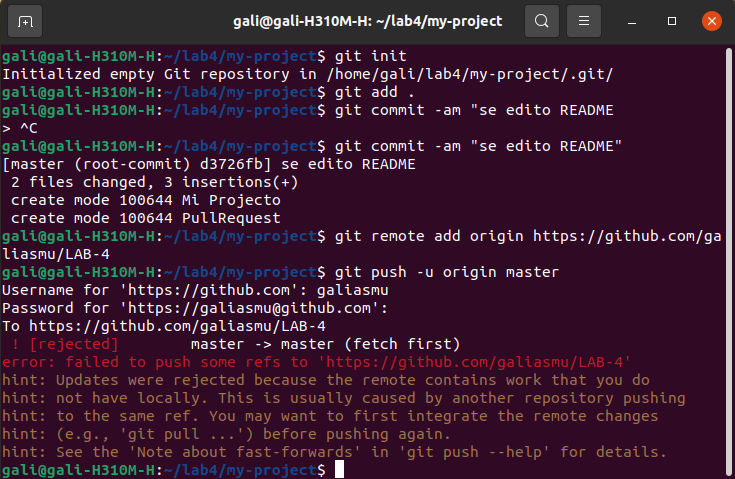 gali@gali-H310M-H: ~/lab4/my-project
gali@gali-H310M-H:~/lab4/my-project$ git init
Initialized empty Git repository in /home/gali/lab4/my-project/.git/
gali@gali-H310M-H:~/lab4/my-project$ git add .
gali@gali-H310M-H:~/lab4/my-project$ git commit -am "se edito README
> ^C
gali@gali-H310M-H:~/lab4/my-project$ git commit -am "se edito README"
[master (root-commit) d3726fb] se edito README
 2 files changed, 3 insertions(+)
 create mode 100644 Mi Projecto
 create mode 100644 PullRequest
gali@gali-H310M-H:~/lab4/my-project$ git remote add origin https://github.com/ga
liasmu/LAB-4
gali@gali-H310M-H:~/lab4/my-project$ git push -u origin master
Username for 'https://github.com': galiasmu
Password for 'https://galiasmu@github.com':
To https://github.com/galiasmu/LAB-4
 ! [rejected]        master -> master (fetch first)
error: failed to push some refs to 'https://github.com/galiasmu/LAB-4'
hint: Updates were rejected because the remote contains work that you do
hint: not have locally. This is usually caused by another repository pushing
hint: to the same ref. You may want to first integrate the remote changes
hint: (e.g., 'git pull ...') before pushing again.
hint: See the 'Note about fast-forwards' in 'git push --help' for details.
gali@gali-H310M-H:~/lab4/my-project$